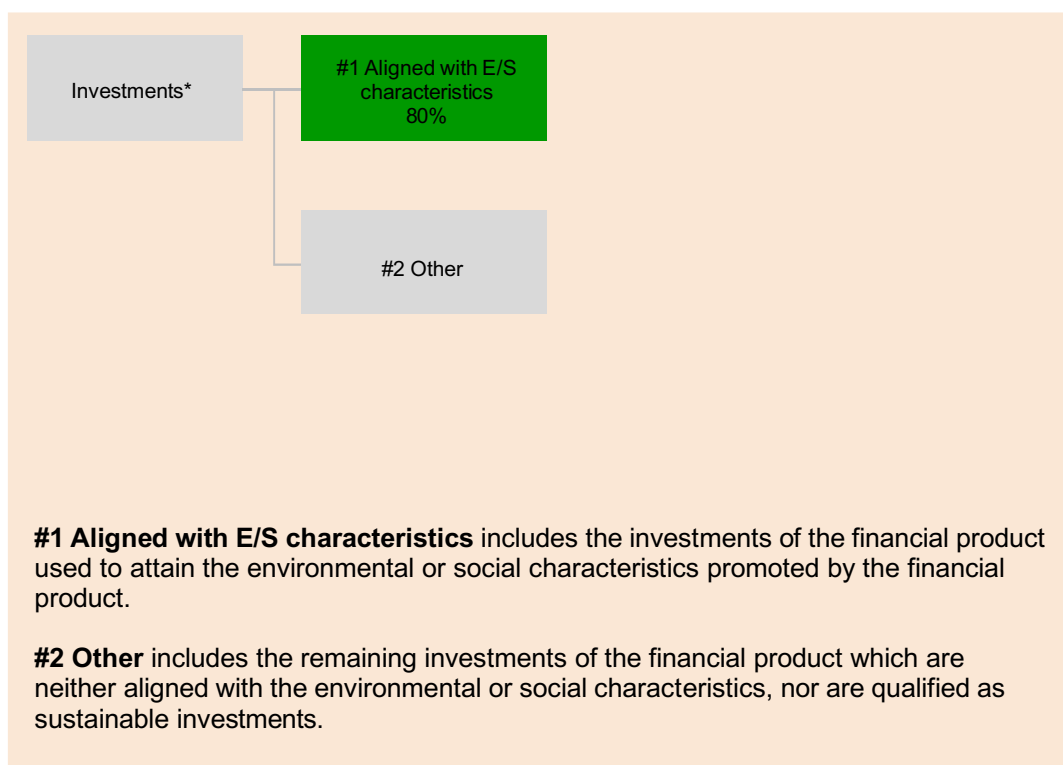 Investments*
#1 Aligned with E/S
characteristics
80%
#2 Other
#1 Aligned with E/S characteristics includes the investments of the financial product
used to attain the environmental or social characteristics promoted by the financial
product.
#2 Other includes the remaining investments of the financial product which are
neither aligned with the environmental or social characteristics, nor are qualified as
sustainable investments.